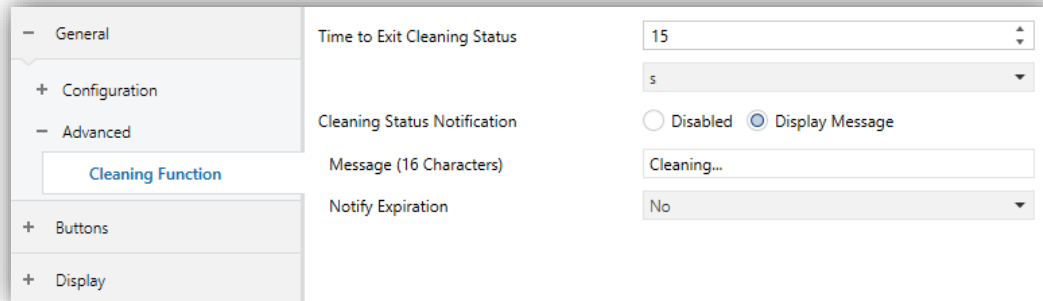 General
Configuration
Advanced
Cleaning Function
Buttons
Display
Time to Exit Cleaning Status
15
s
Cleaning Status Notification
Disabled
Display Message
Message (16 Characters)
Cleaning...
Notify Expiration
No